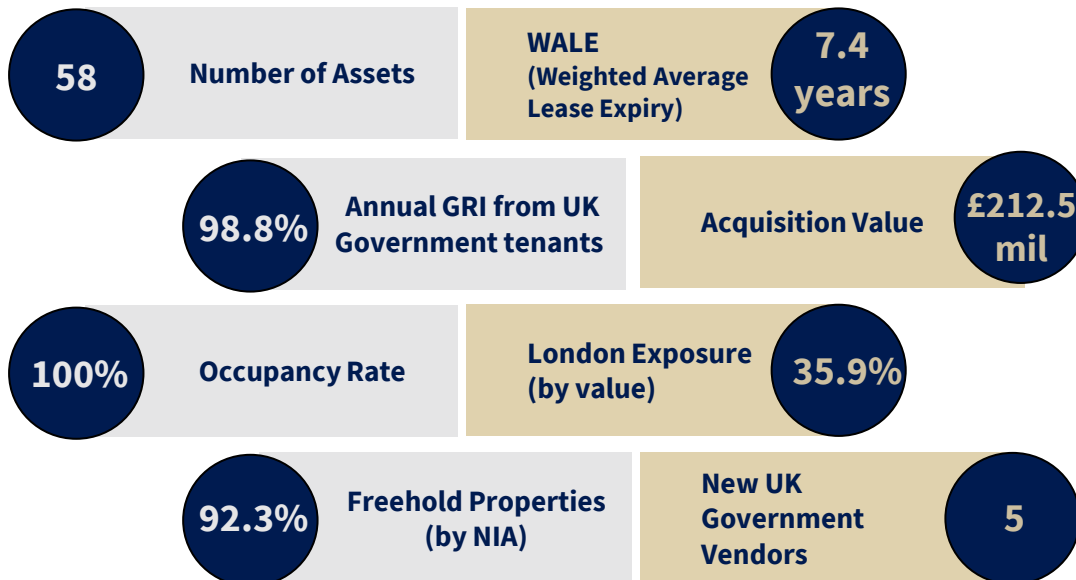 58
Number of Assets
WALE
(Weighted Average
Lease Expiry)
7.4
years
98.8%
Annual GRI from UK
Government tenants
Acquisition Value
£212.5
mil
100%
Occupancy Rate
London Exposure
(by value)
35.9%
92.3%
Freehold Properties
(by NIA)
New UK
Government
Vendors
5